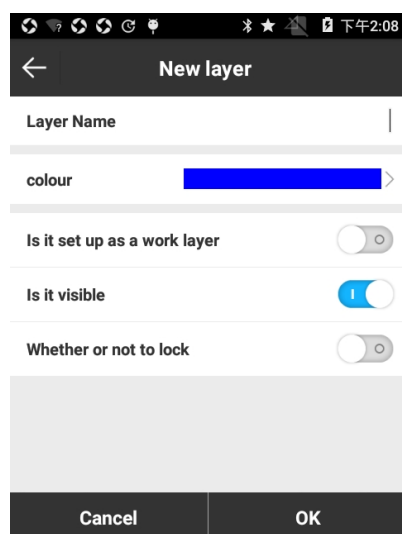 下午2:08
New layer
Layer Name
colour
Is it set up as a work layer
Is it visible
Whether or not to lock
Cancel OK